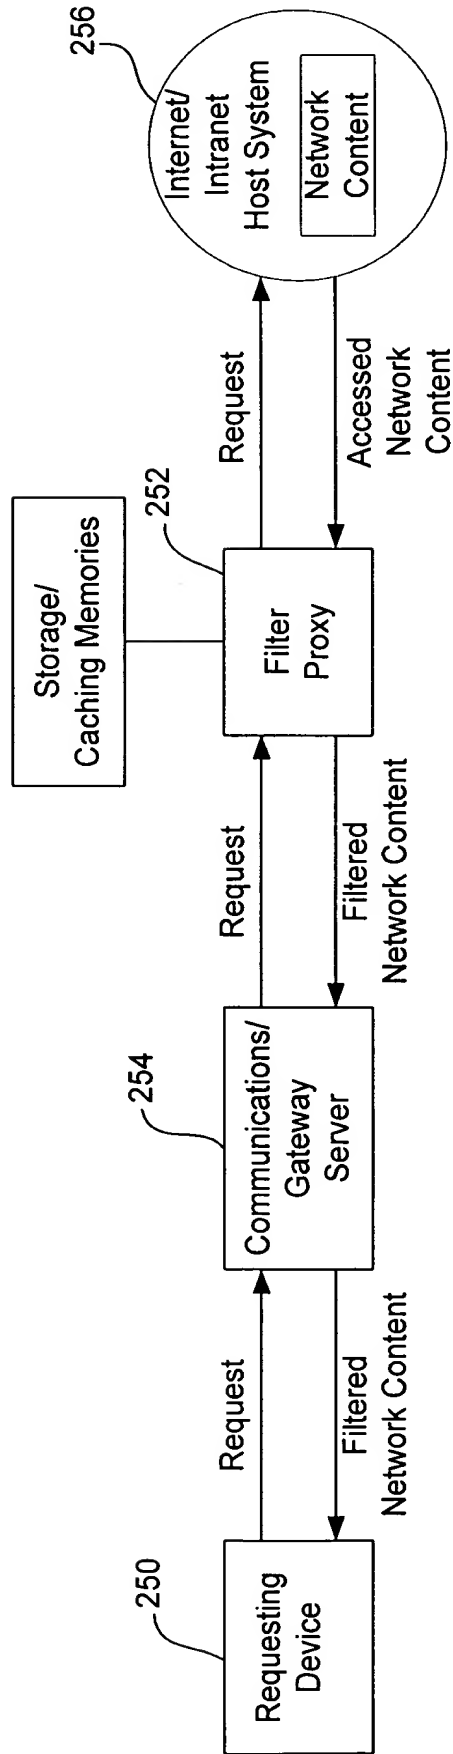 250
Requesting
Device
Request
Filtered
Network Content
254
Communications/
Gateway
Server
Request
Filtered
Network Content
Storage/
Caching Memories
252
Filter
Proxy
Request
Accessed
Network
Content
256
Internet/
Intranet
Host System
Network
Content